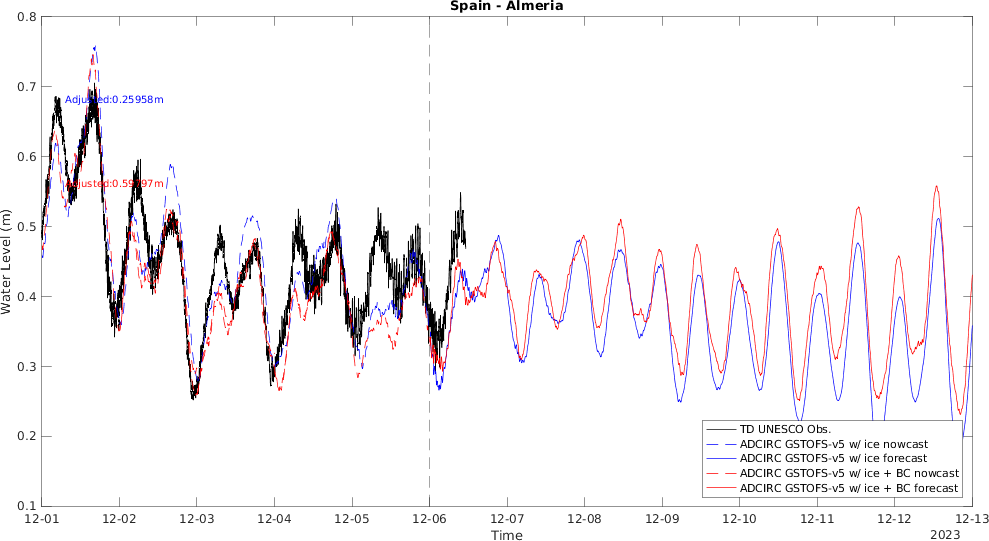 Spain - Almeria
0.8
0.7
0.6
0.5
0.4
0.3
0.2
0.1
Water Level (m)
Adjusted:0.25958m
Adjusted:0.59797m
TD UNESCO Obs.
ADCIRC GSTOFS-v5 w/ ice nowcast
ADCIRC GSTOFS-v5 w/ ice forecast
ADCIRC GSTOFS-v5 w/ ice + BC nowcast
ADCIRC GSTOFS-v5 w/ ice + BC forecast
12-01 12-02 12-03 12-04 12-05 12-06 12-07 12-08 12-09 12-10 12-11 12-12 12-13
Time
2023